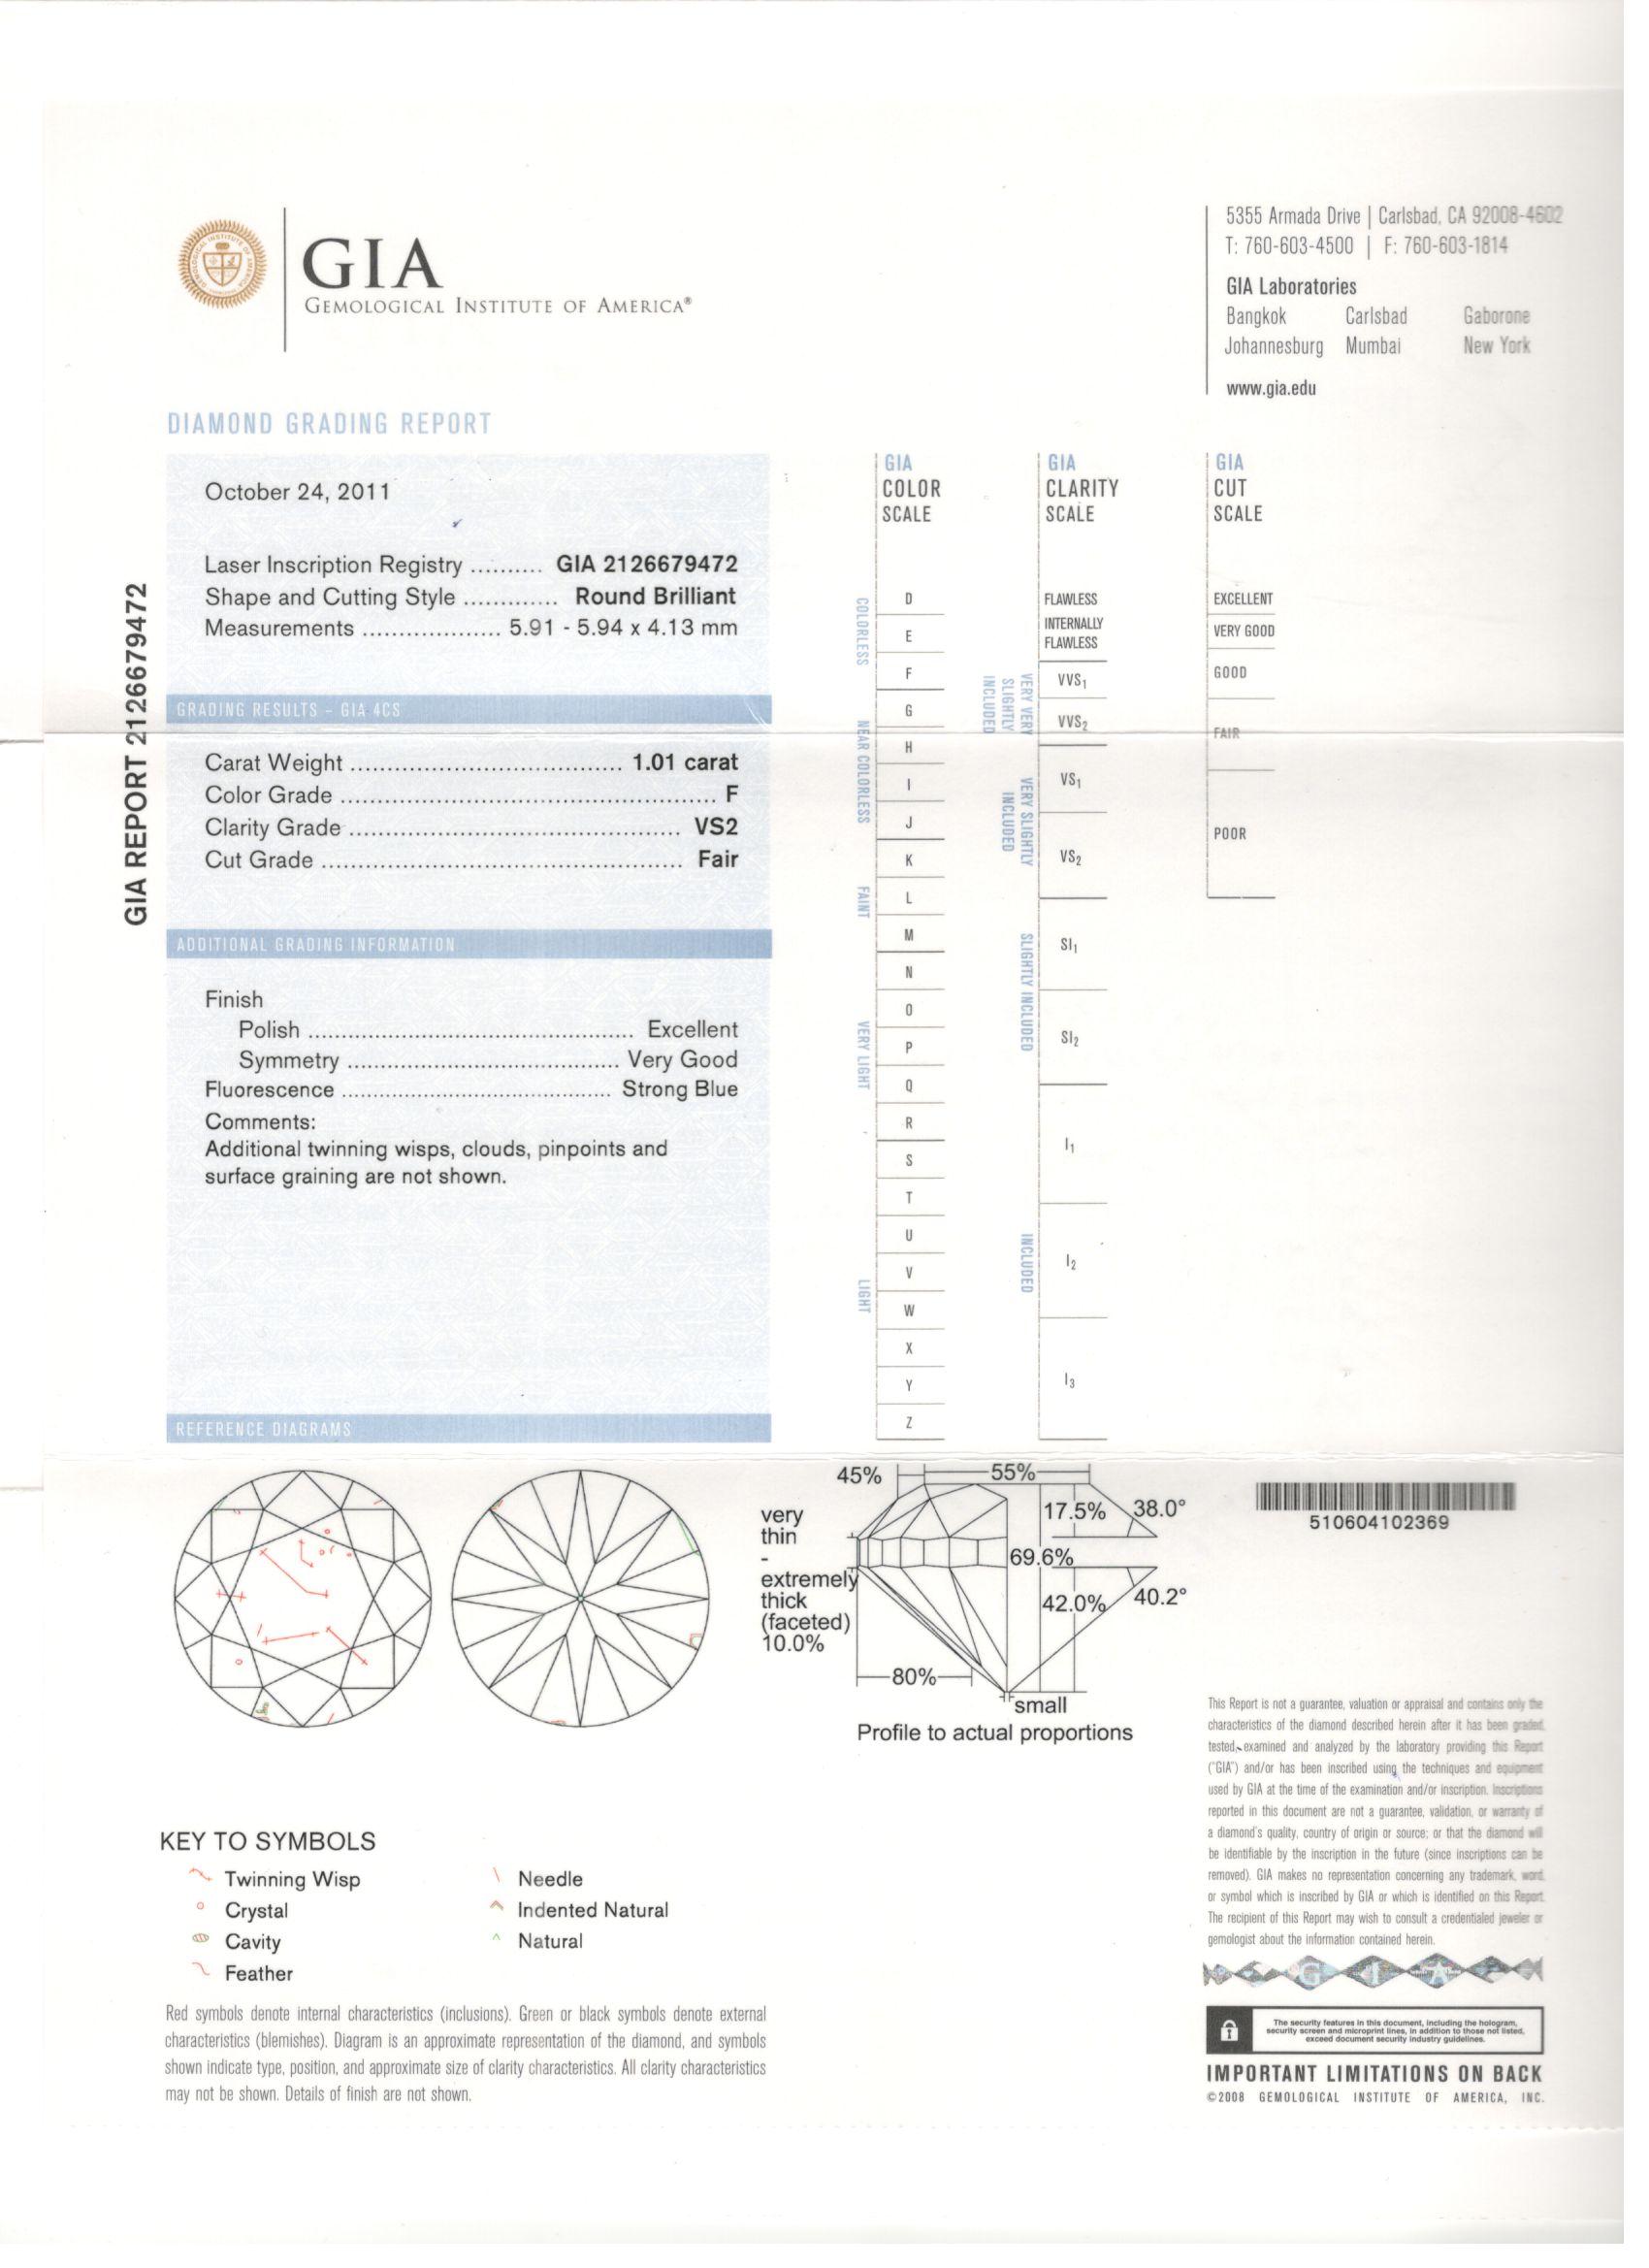 GIA
GEMOLOGICAL INSTITUTE OF AMERICA®
5355 Armada Drive | Carlsbad, CA 92008-4602
T: 760-603-4500 | F: 760-603-1814
GIA Laboratories
Bangkok Carlsbad Gaborone
Johannesburg Mumbai New York
www.gia.edu
DIAMOND GRADING REPORT
GIA REPORT 2126679472
October 24, 2011
Laser Inscription Registry .......... GIA 2126679472
Shape and Cutting Style ............. Round Brilliant
Measurements ................... 5.91 - 5.94 x 4.13 mm
GRADING RESULTS - GIA 4CS
Carat Weight ..................................... 1.01 carat
Color Grade .................................................... F
Clarity Grade .............................................. VS2
Cut Grade .................................................. Fair
ADDITIONAL GRADING INFORMATION
Finish
Polish ............................................. Excellent
Symmetry ...................................... Very Good
Fluorescence ..................................... Strong Blue
Comments:
Additional twinning wisps, clouds, pinpoints and
surface graining are not shown.
REFERENCE DIAGRAMS
GIA
COLOR
SCALE
COLORLESS
D
E
F
NEAR COLORLESS
G
H
I
J
FAINT
K
L
M
VERY LIGHT
N
O
P
Q
R
LIGHT
S
T
U
V
W
X
Y
Z
GIA
CLARITY
SCALE
FLAWLESS
INTERNALLY
FLAWLESS
VERY VERY
SLIGHTLY
INCLUDED
VVS1
VVS2
VERY SLIGHTLY
INCLUDED
VS1
VS2
SLIGHTLY INCLUDED
SI1
SI2
INCLUDED
I1
I2
I3
GIA
CUT
SCALE
EXCELLENT
VERY GOOD
GOOD
FAIR
POOR
45%
55%
very
thin
-
extremely
thick
(faceted)
10.0%
17.5%
38.0°
69.6%
42.0%
40.2°
80%
small
Profile to actual proportions
510604102369
KEY TO SYMBOLS
Twinning Wisp
Crystal
Cavity
Feather
Needle
Indented Natural
Natural
Red symbols denote internal characteristics (inclusions). Green or black symbols denote external
characteristics (blemishes). Diagram is an approximate representation of the diamond, and symbols
shown indicate type, position, and approximate size of clarity characteristics. All clarity characteristics
may not be shown. Details of finish are not shown.
This Report is not a guarantee, valuation or appraisal and contains only the
characteristics of the diamond described herein after it has been graded,
tested, examined and analyzed by the laboratory providing this Report
("GIA") and/or has been inscribed using the techniques and equipment
used by GIA at the time of the examination and/or inscription. Inscriptions
reported in this document are not a guarantee, validation, or warranty of
a diamond's quality, country of origin or source; or that the diamond will
be identifiable by the inscription in the future (since inscriptions can be
removed). GIA makes no representation concerning any trademark, word,
or symbol which is inscribed by GIA or which is identified on this Report.
The recipient of this Report may wish to consult a credentialed jeweler or
gemologist about the information contained herein.
G I A
The security features in this document, including the hologram,
security screen and microprint lines, in addition to those not listed,
exceed document security industry guidelines.
IMPORTANT LIMITATIONS ON BACK
©2008 GEMOLOGICAL INSTITUTE OF AMERICA, INC.